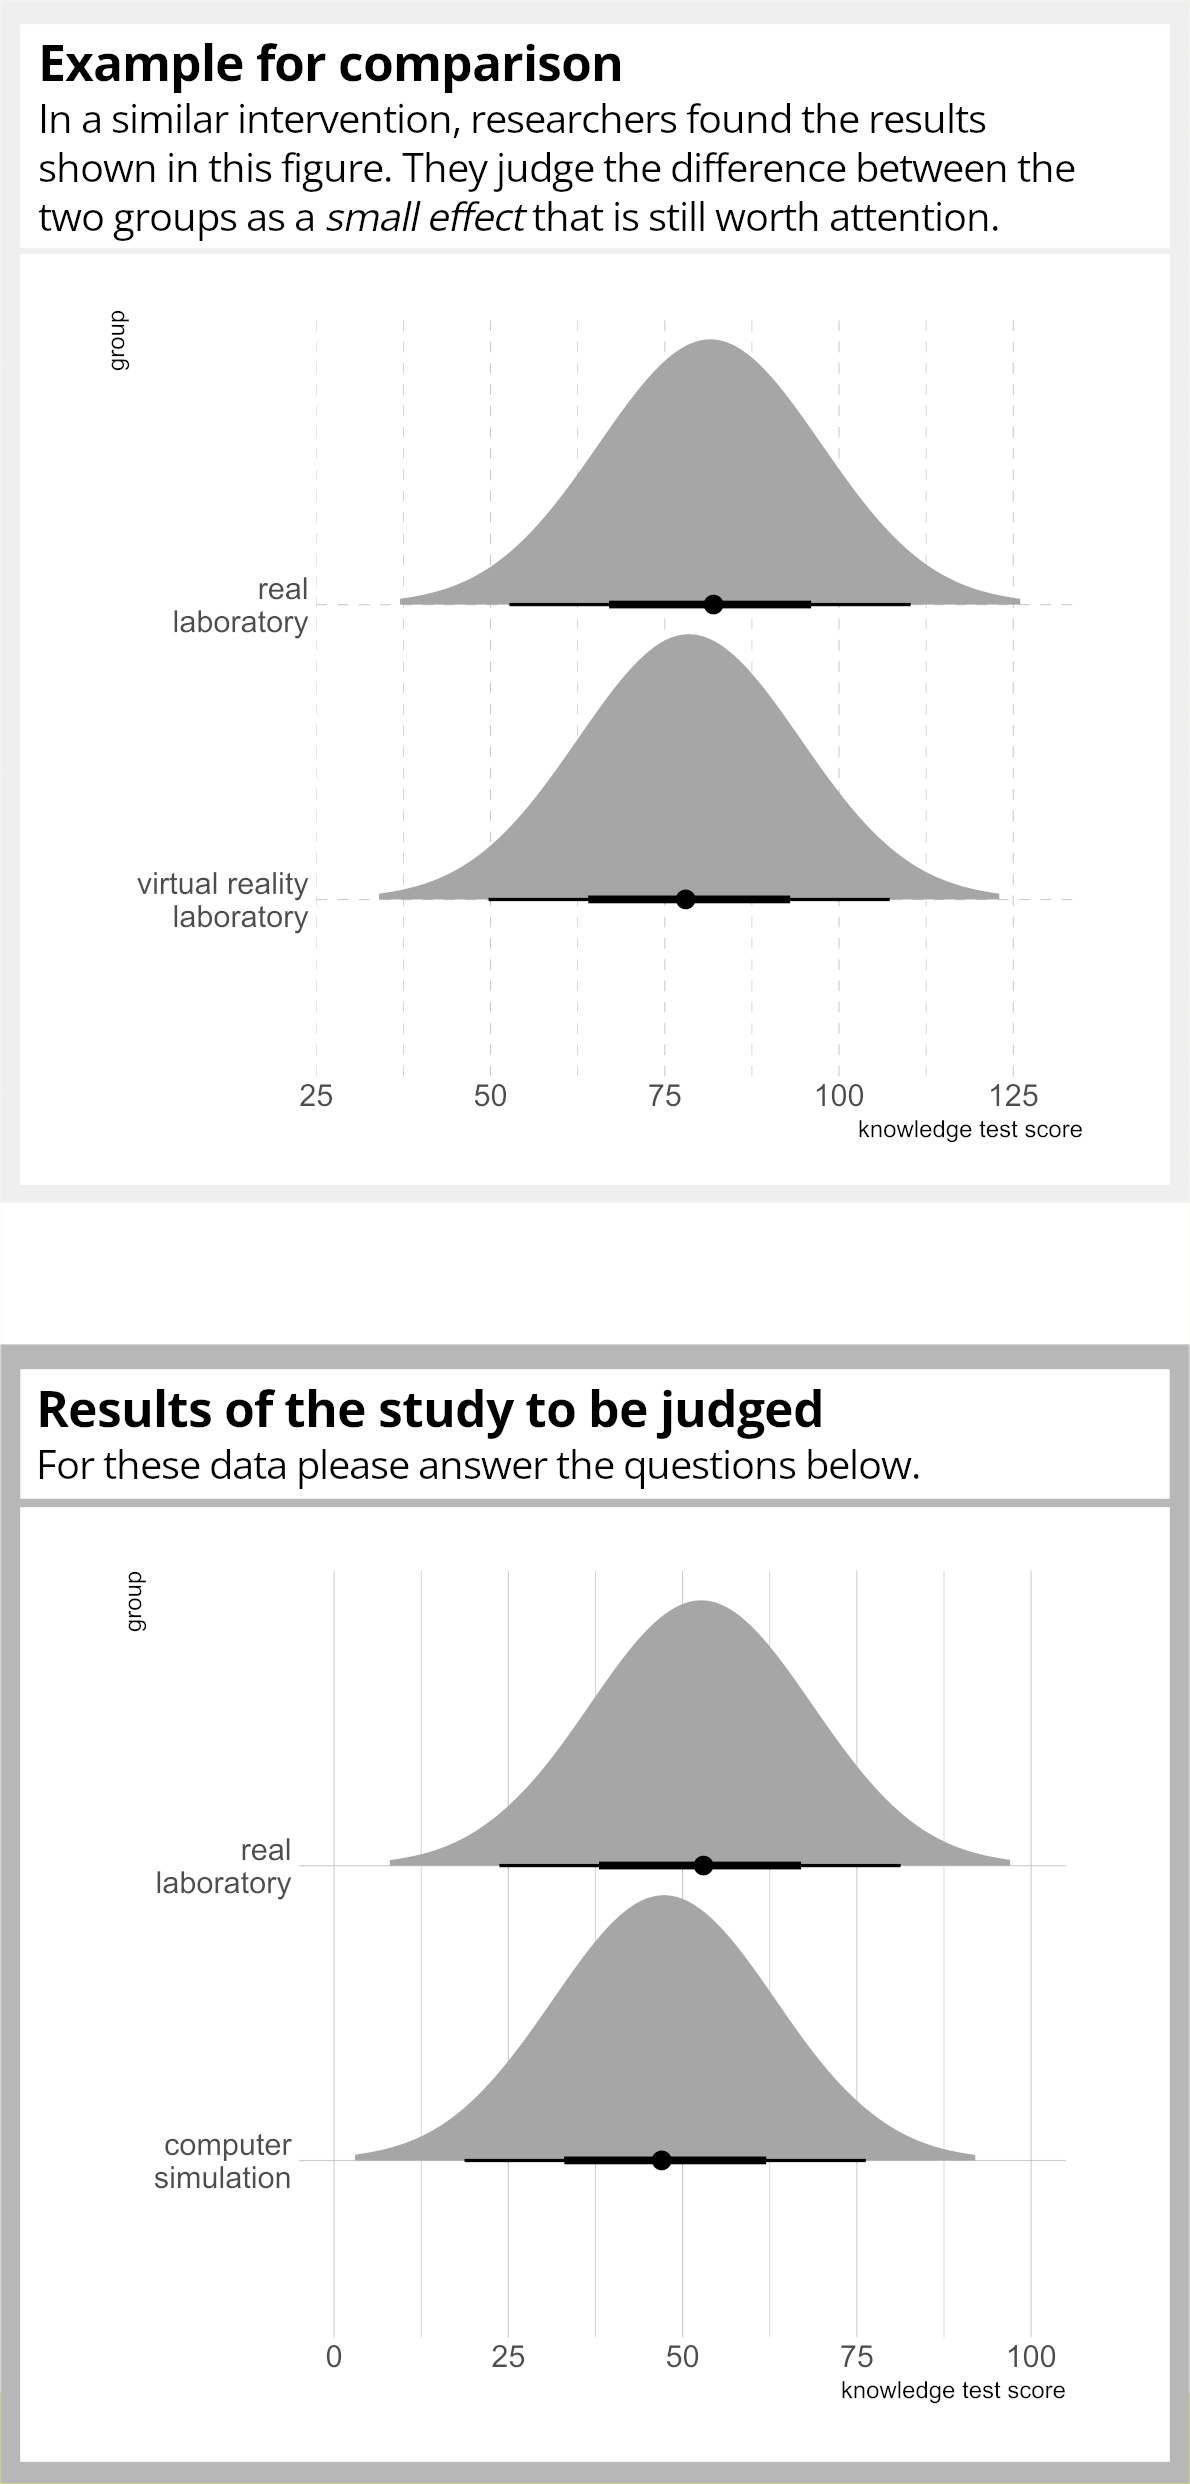 Example for comparison
In a similar intervention, researchers found the results
shown in this figure. They judge the difference between the
two groups as a small effect that is still worth attention.
group
real
laboratory
virtual reality
laboratory
25 50 75 100 125
knowledge test score
Results of the study to be judged
For these data please answer the questions below.
group
real
laboratory
computer
simulation
0 25 50 75 100
knowledge test score